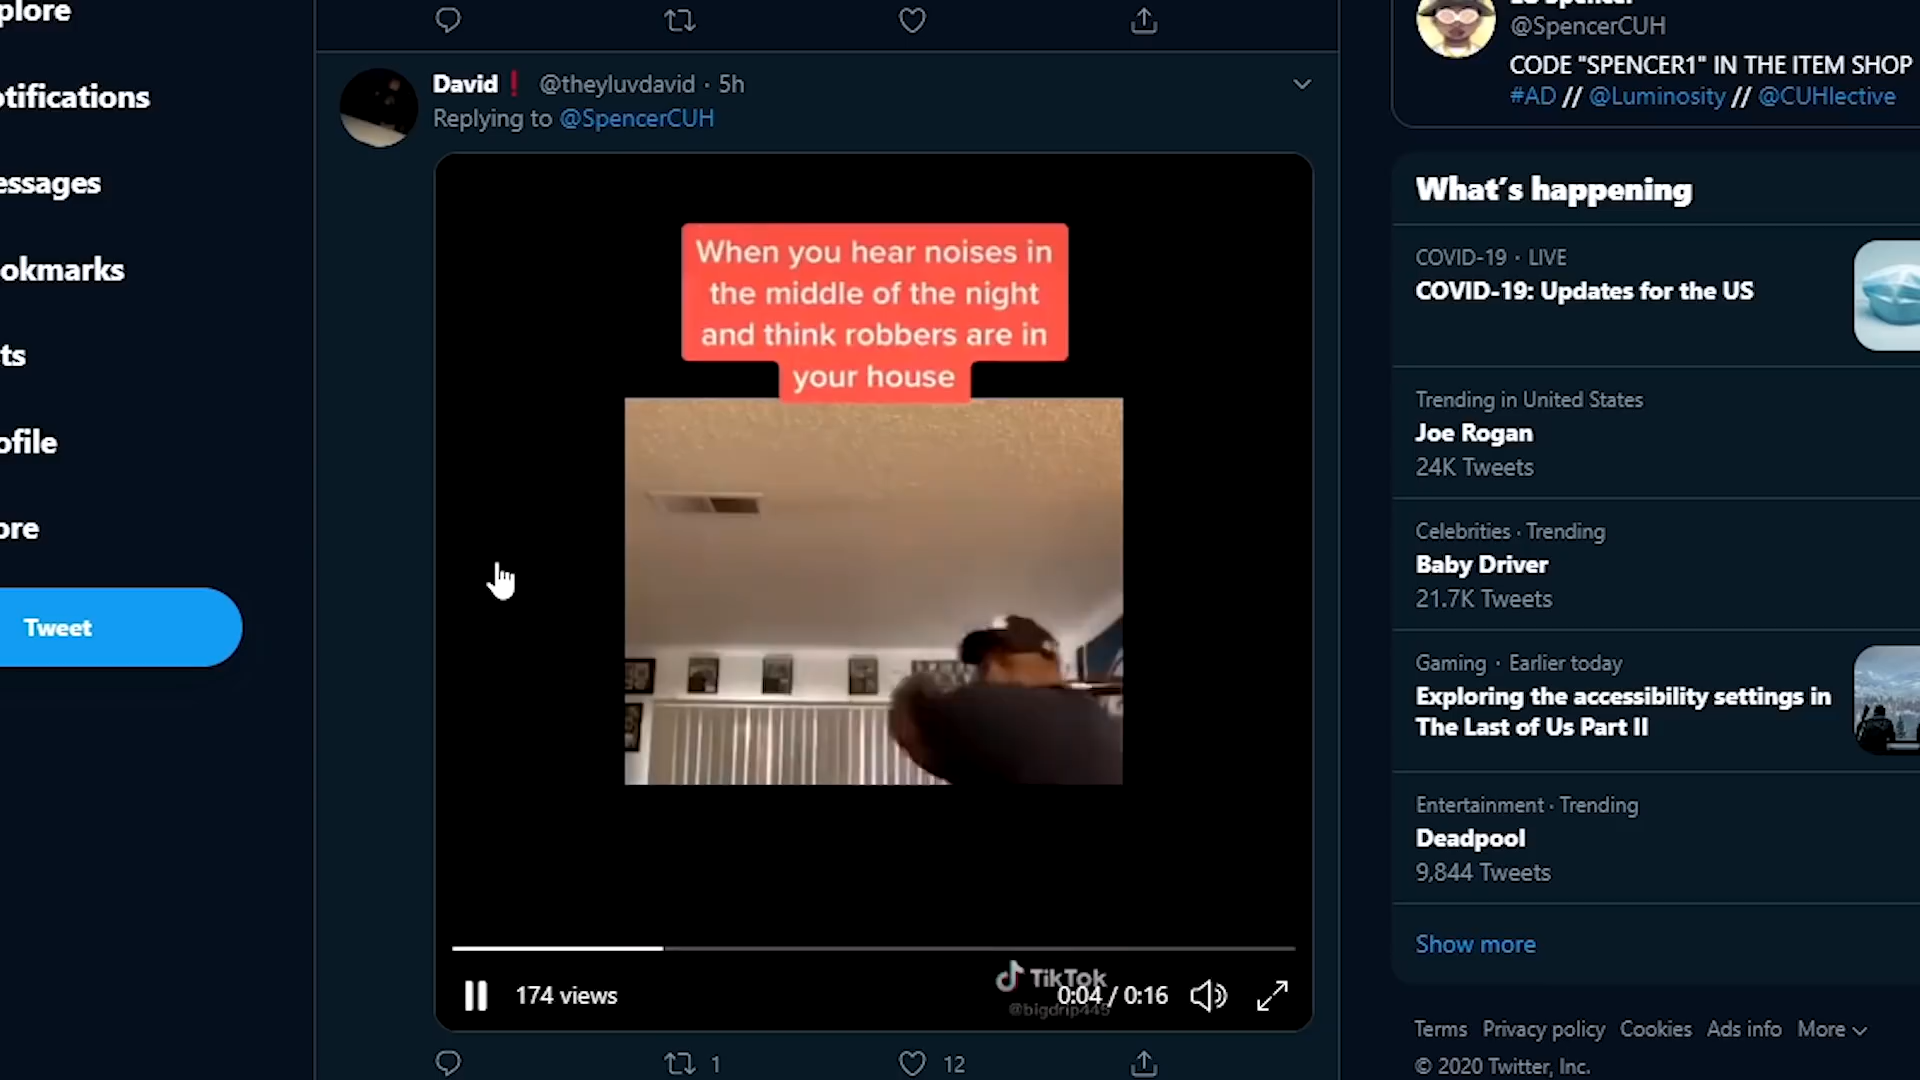 plore
otifications
essages
okmarks
ts
ofile
ore
Tweet
David❗ @theyluvdavid · 5h
Replying to @SpencerCUH
When you hear noises in
the middle of the night
and think robbers are in
your house
174 views
TikTok
0:04 / 0:16
@bigdrip445
1
12
@SpencerCUH
CODE "SPENCER1" IN THE ITEM SHOP
#AD // @Luminosity // @CUHlective
What's happening
COVID-19 · LIVE
COVID-19: Updates for the US
Trending in United States
Joe Rogan
24K Tweets
Celebrities · Trending
Baby Driver
21.7K Tweets
Gaming · Earlier today
Exploring the accessibility settings in
The Last of Us Part II
Entertainment · Trending
Deadpool
9,844 Tweets
Show more
Terms Privacy policy Cookies Ads info More
© 2020 Twitter, Inc.